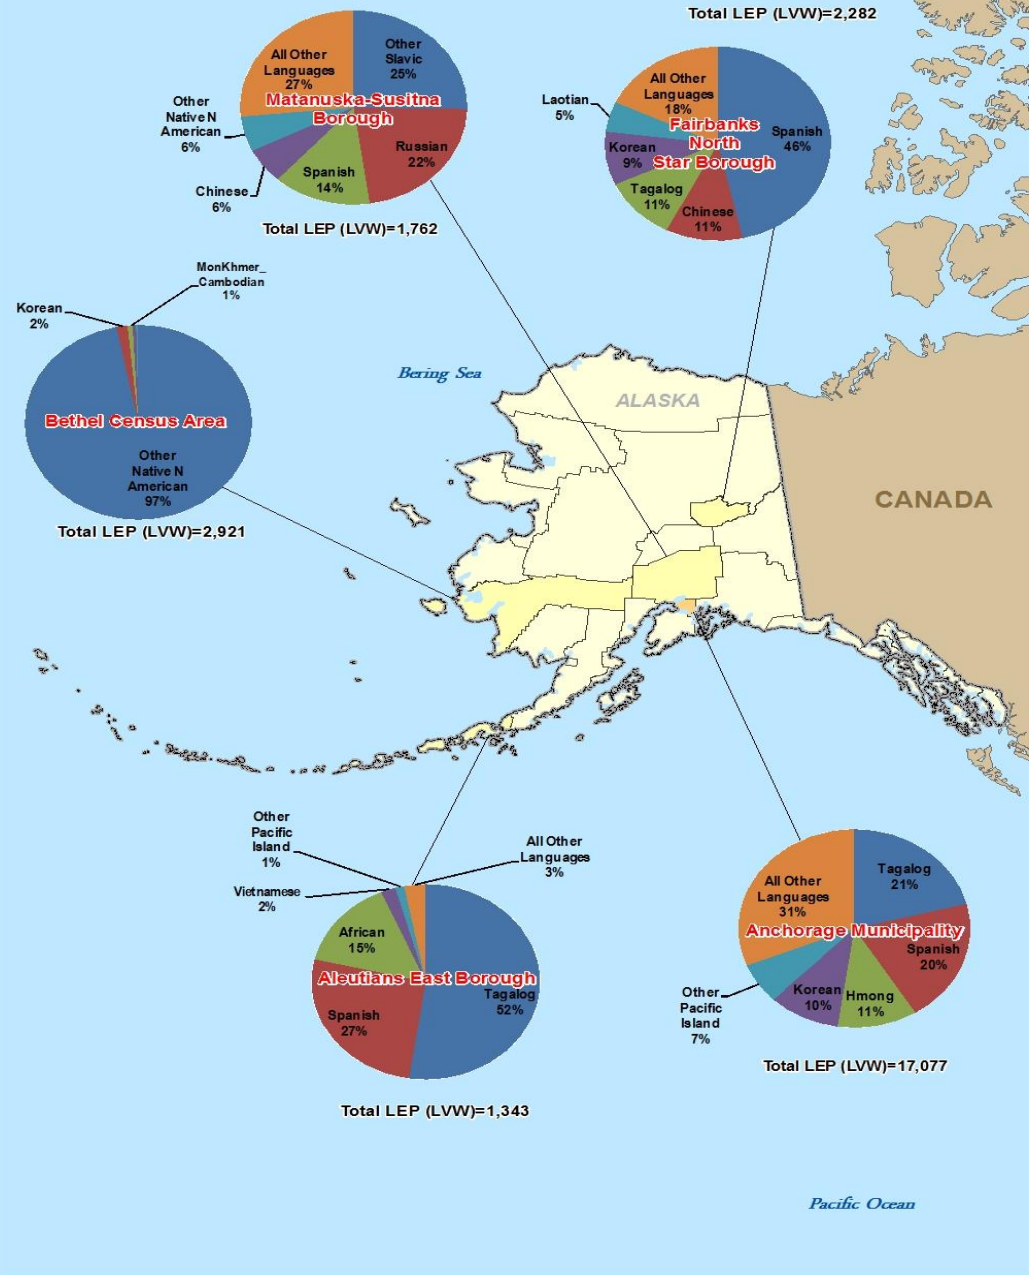 Total LEP (LVW)=2,282
Other
Slavic
25%
All Other
Languages
27%
Matanuska-Susitna
Borough
Other
Native N
American
6%
Russian
22%
Spanish
14%
Chinese
6%
Total LEP (LVW)=1,762
All Other
Languages
18%
Laotian
5%
Fairbanks
North
Star Borough
Spanish
46%
Korean
9%
Tagalog
11%
Chinese
11%
MonKhmer_
Cambodian
1%
Korean
2%
Bethel Census Area
Other
Native N
American
97%
Total LEP (LVW)=2,921
Bering Sea
ALASKA
CANADA
Other
Pacific
Island
1%
All Other
Languages
3%
Vietnamese
2%
African
15%
Aleutians East Borough
Tagalog
52%
Spanish
27%
Total LEP (LVW)=1,343
Tagalog
21%
All Other
Languages
31%
Anchorage Municipality
Spanish
20%
Korean
10%
Hmong
11%
Other
Pacific
Island
7%
Total LEP (LVW)=17,077
Pacific Ocean